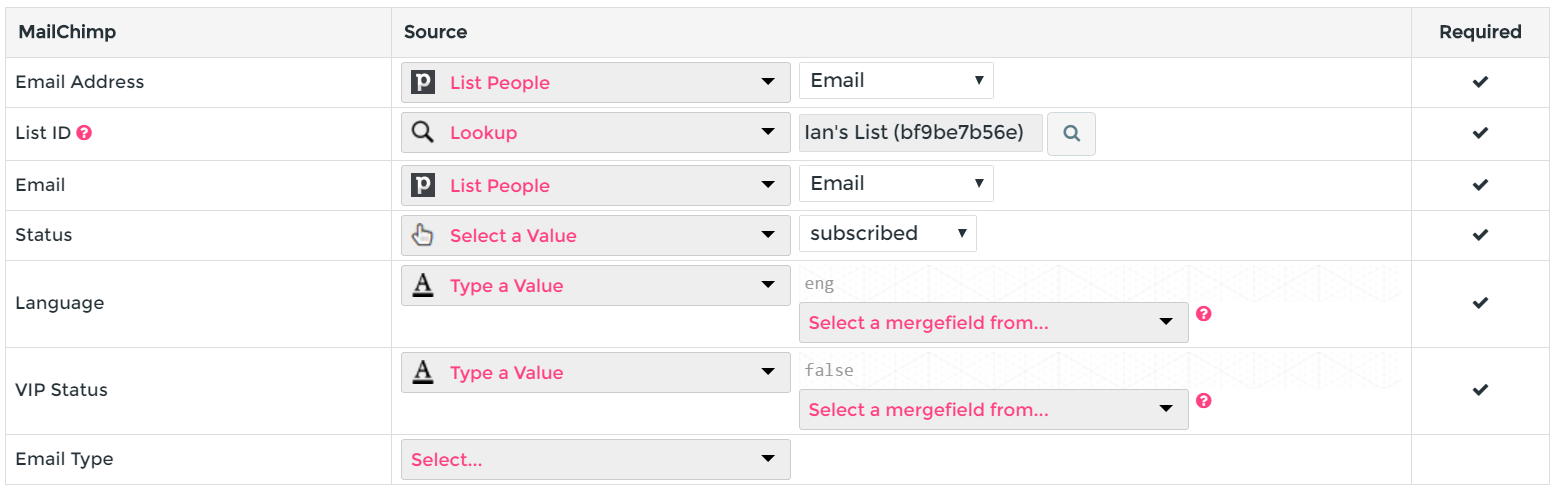 MailChimp Source Required
Email Address List People Email
List ID ? Lookup Ian's List (bf9be7b56e)
Email List People Email
Status Select a Value subscribed
Language Type a Value eng
Select a mergefield from... ?
VIP Status Type a Value false
Select a mergefield from... ?
Email Type Select...